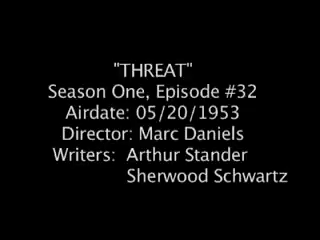 "THREAT"
Season One, Episode #32
Airdate: 05/20/1953
Director: Marc Daniels
Writers: Arthur Stander
Sherwood Schwartz